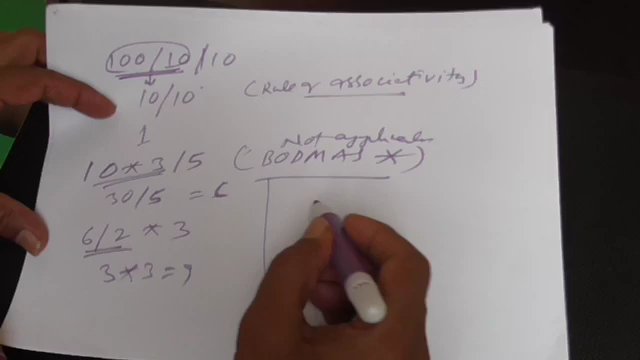 100/10/10
10/10
(Rule of associativity)
1
Not applicable
10*3/5
(BODMAS *)
30/5 = 6
6/2 * 3
3*3=9